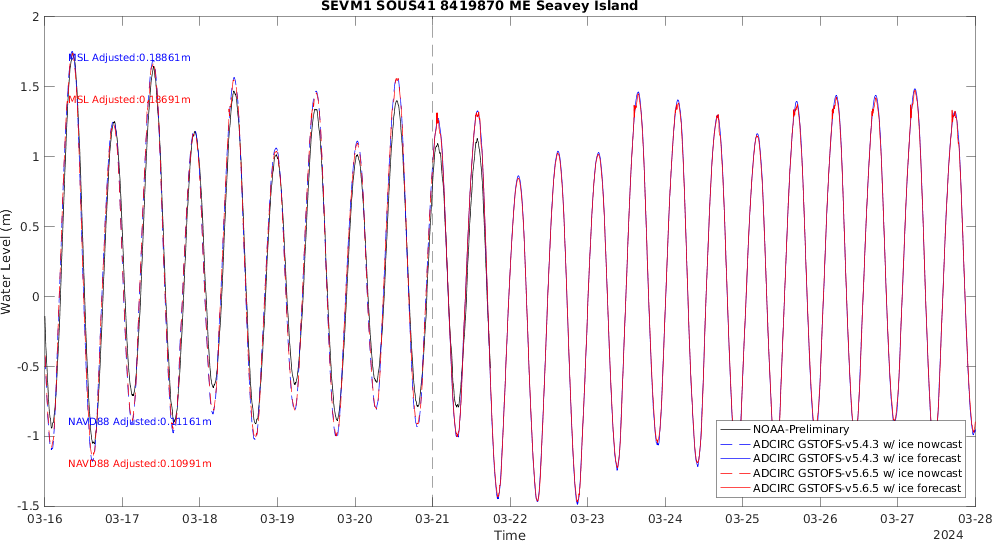 SEVM1 SOUS41 8419870 ME Seavey Island
2
1.5
1
0.5
0
-0.5
-1
-1.5
Water Level (m)
MSL Adjusted:0.18861m
MSL Adjusted:0.18691m
NAVD88 Adjusted:0.11161m
NAVD88 Adjusted:0.10991m
NOAA-Preliminary
ADCIRC GSTOFS-v5.4.3 w/ ice nowcast
ADCIRC GSTOFS-v5.4.3 w/ ice forecast
ADCIRC GSTOFS-v5.6.5 w/ ice nowcast
ADCIRC GSTOFS-v5.6.5 w/ ice forecast
03-16 03-17 03-18 03-19 03-20 03-21 03-22 03-23 03-24 03-25 03-26 03-27 03-28
Time
2024